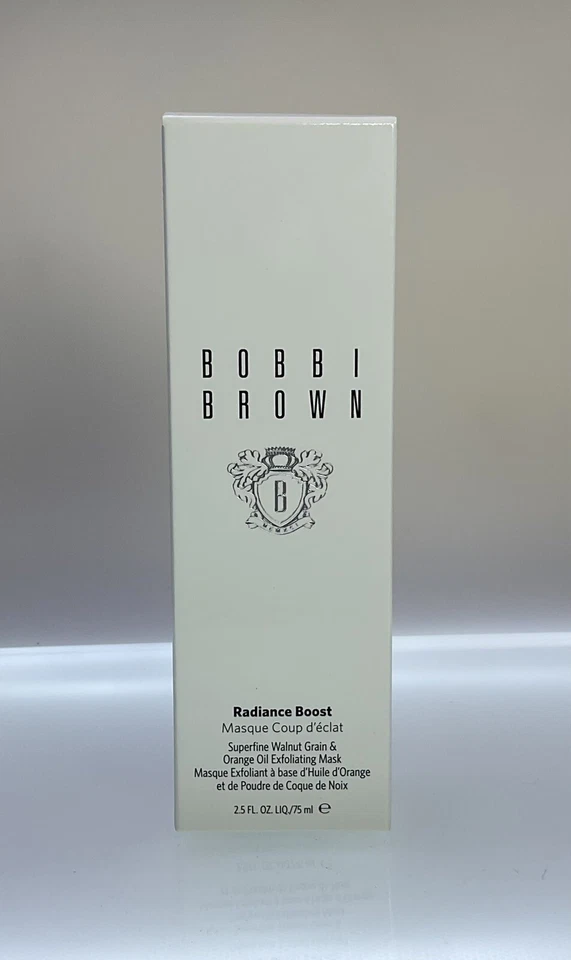 BOBBI
BROWN
B
MCMXCI
Radiance Boost
Masque Coup d'éclat
Superfine Walnut Grain &
Orange Oil Exfoliating Mask
Masque Exfoliant à base d'Huile d'Orange
et de Poudre de Coque de Noix
2.5 FL. OZ. LIQ./75 ml ℮